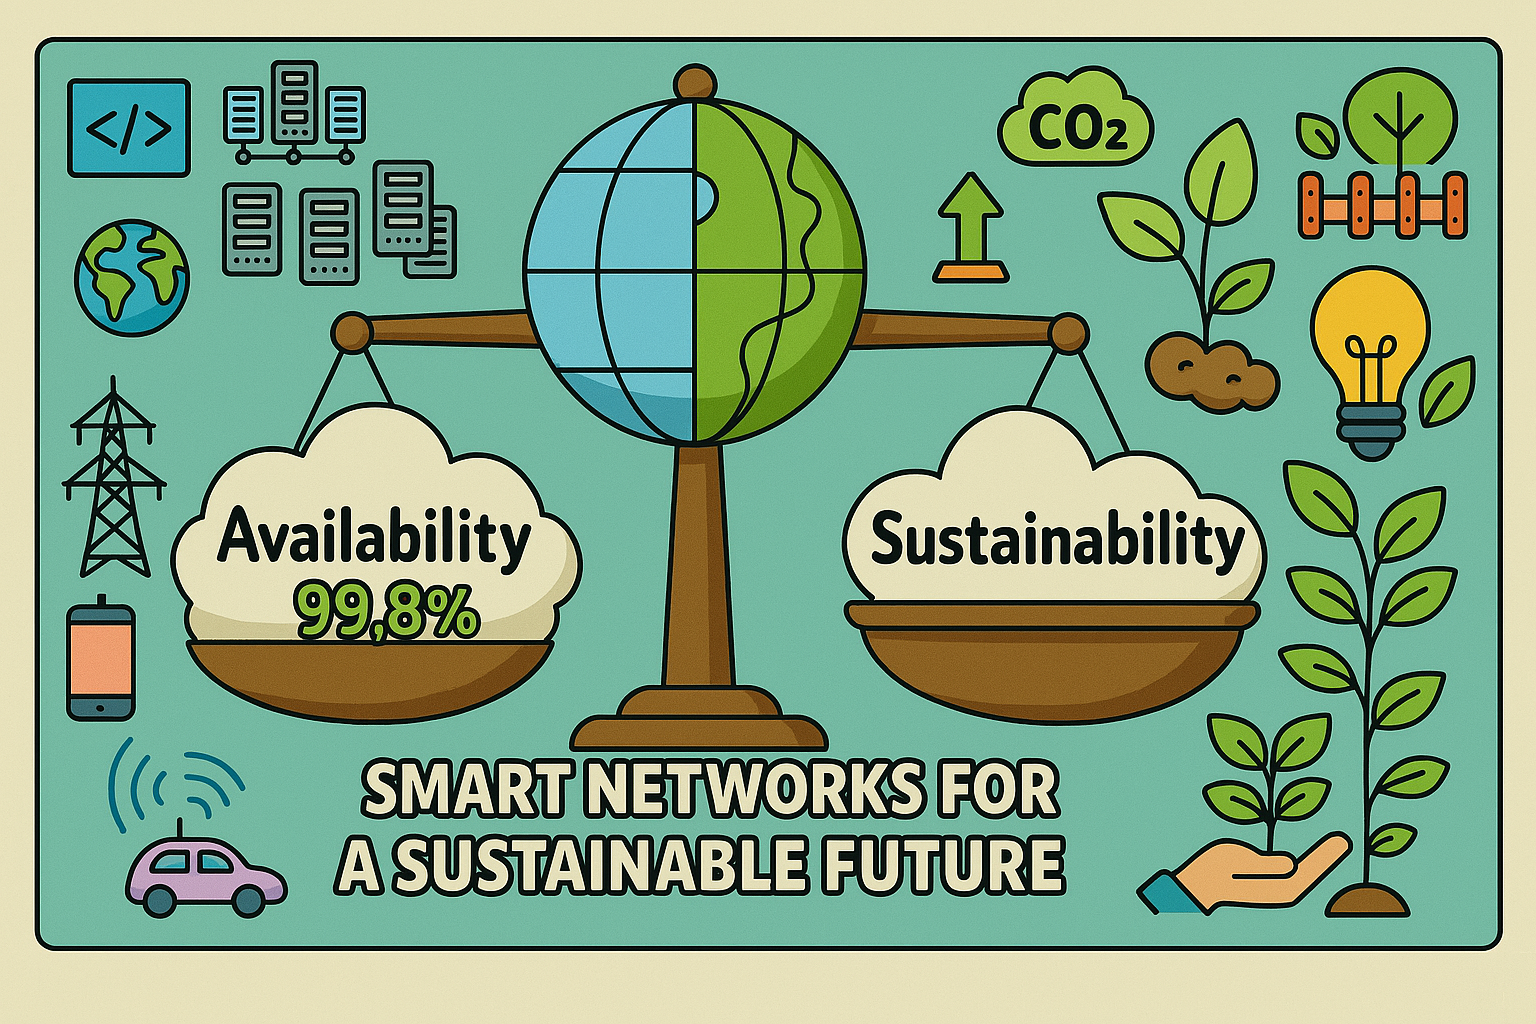 </>
CO₂
Availability
99,8%
Sustainability
SMART NETWORKS FOR
A SUSTAINABLE FUTURE